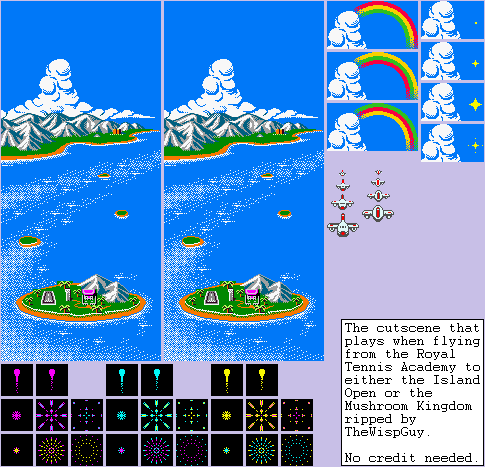 The cutscene that
plays when flying
from the Royal
Tennis Academy to
either the Island
Open or the
Mushroom Kingdom
ripped by
TheWispGuy.
No credit needed.